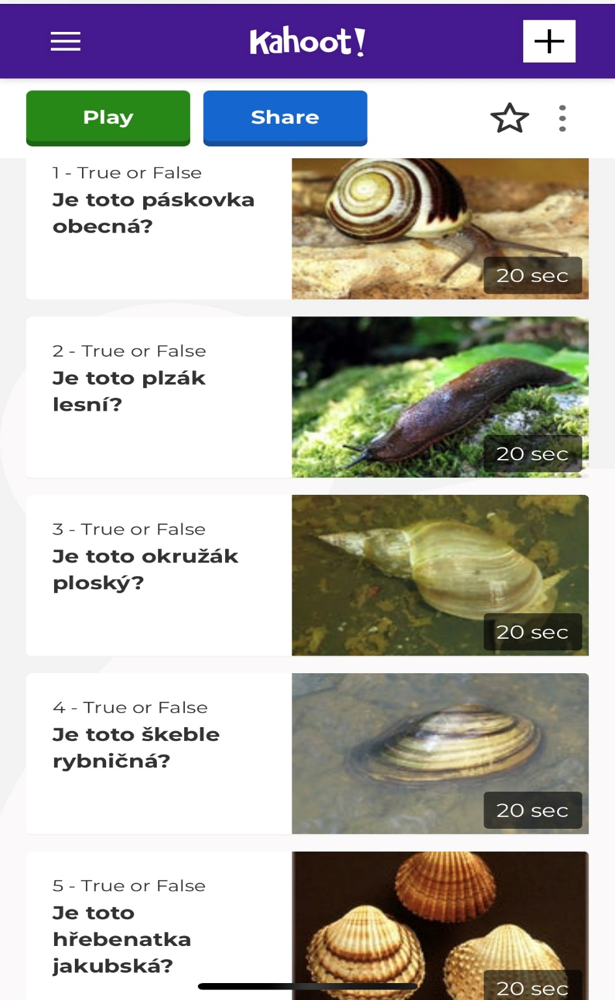 Kahoot!
Play
Share
1 - True or False
Je toto páskovka
obecná?
20 sec
2 - True or False
Je toto plzák
lesní?
20 sec
3 - True or False
Je toto okružák
ploský?
20 sec
4 - True or False
Je toto škeble
rybničná?
20 sec
5 - True or False
Je toto
hřebenatka
jakubská?
20 sec